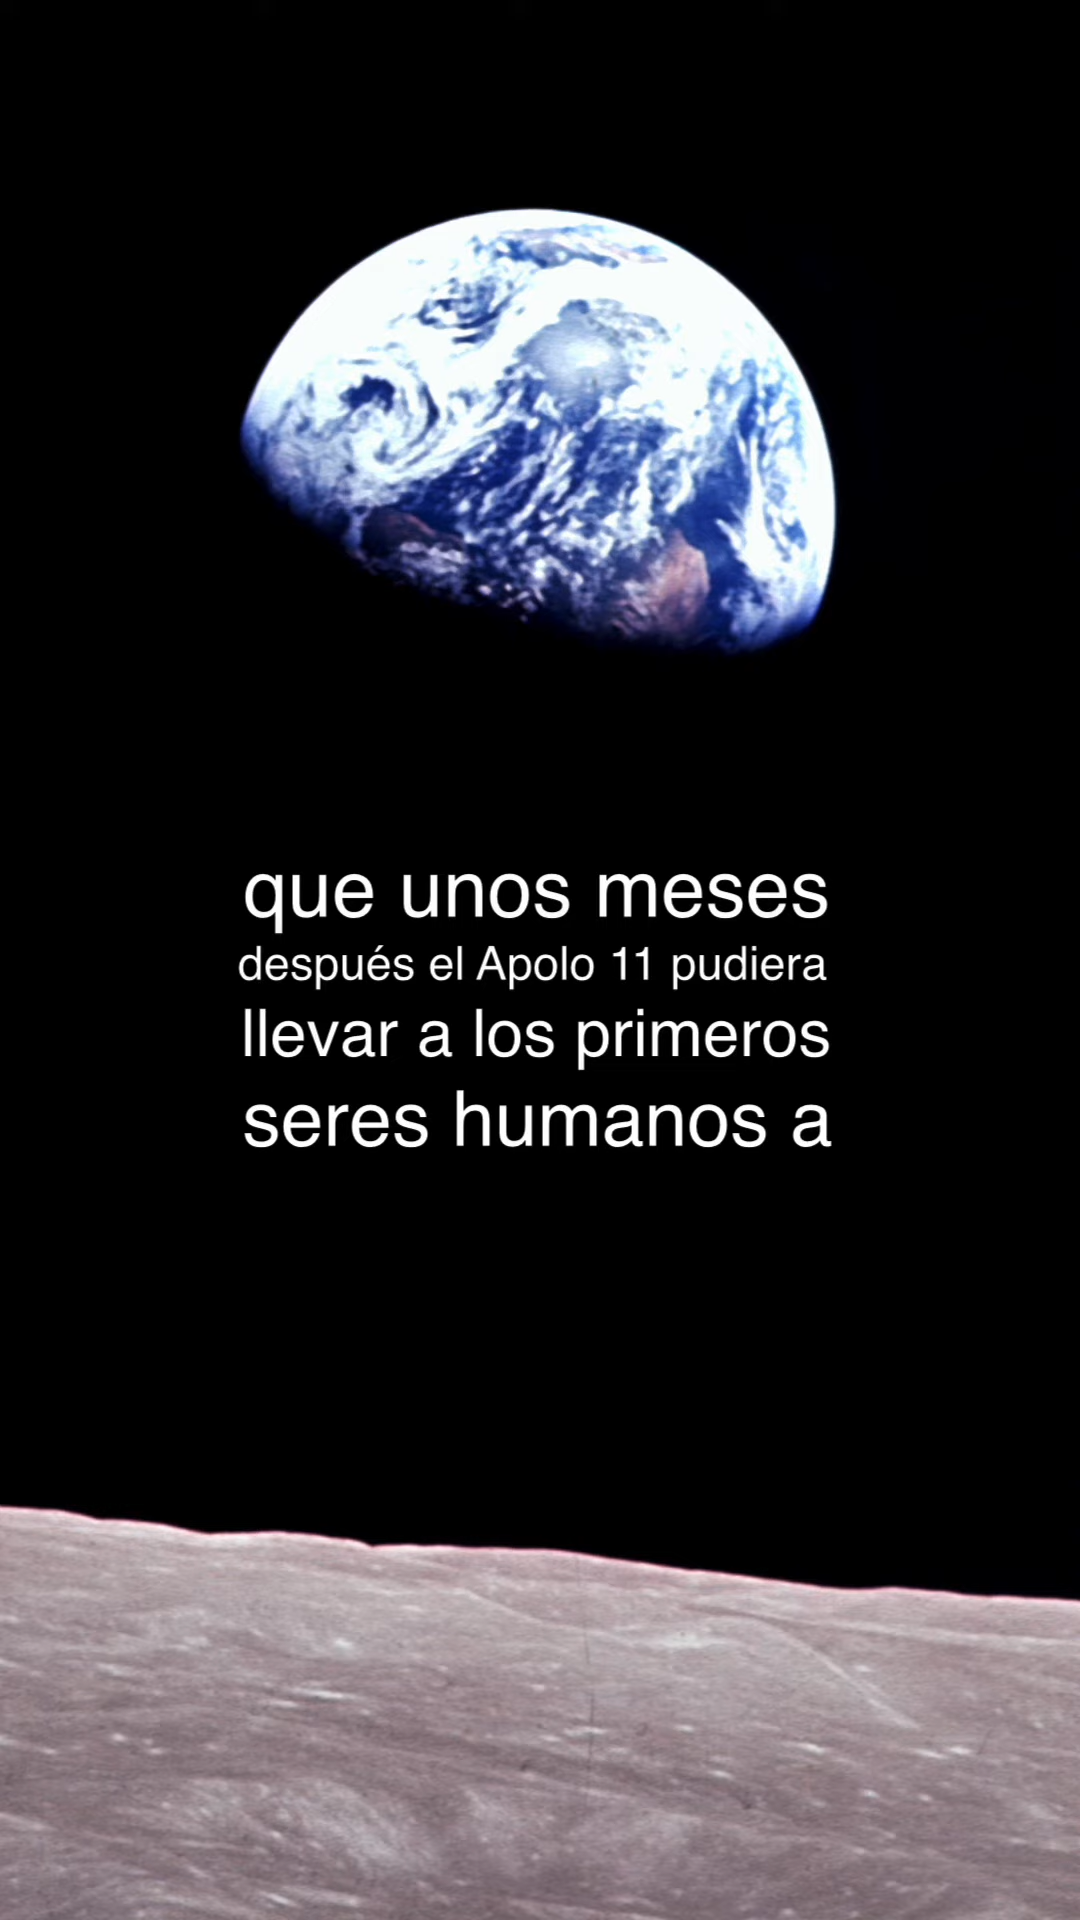 que unos meses
después el Apolo 11 pudiera
llevar a los primeros
seres humanos a